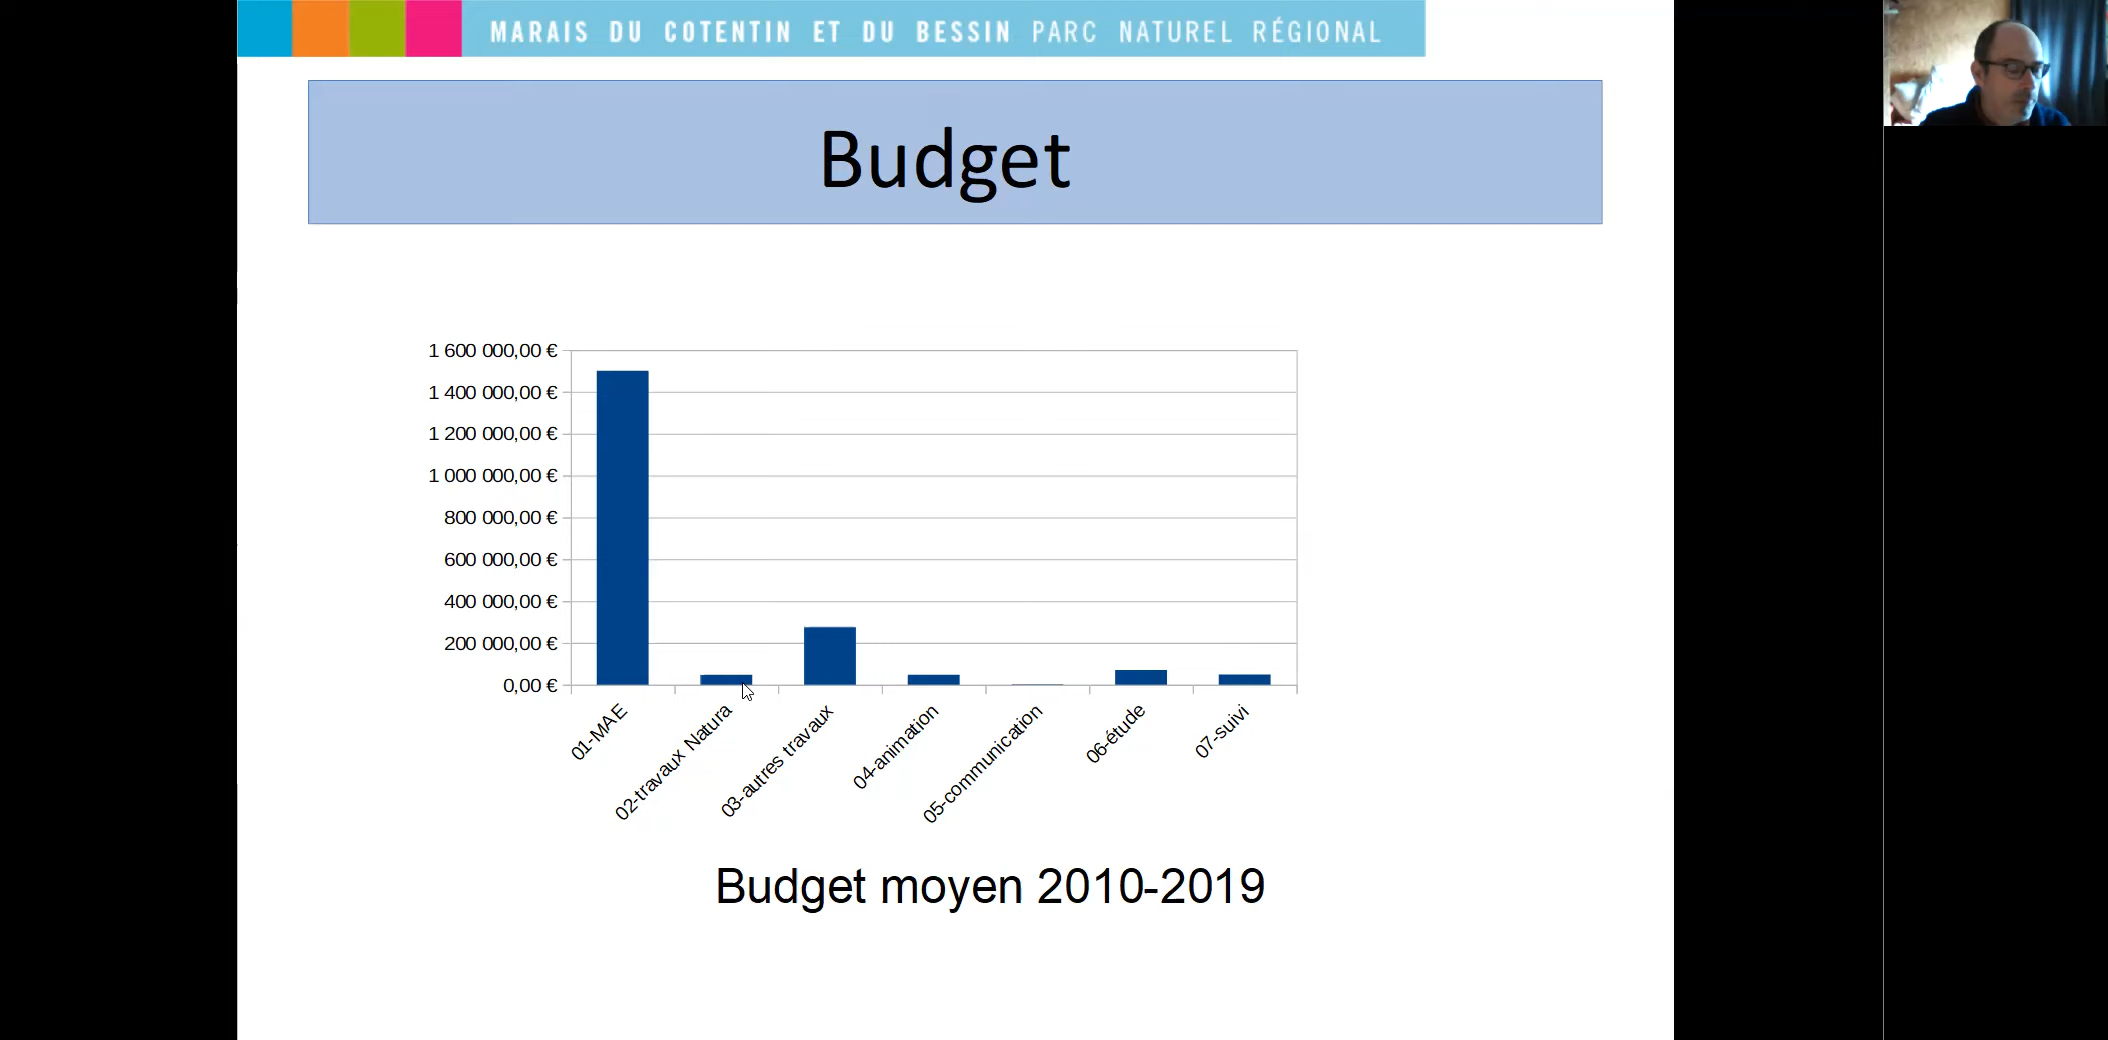 MARAIS DU COTENTIN ET DU BESSIN PARC NATUREL RÉGIONAL
Budget
1 600 000,00 €
1 400 000,00 €
1 200 000,00 €
1 000 000,00 €
800 000,00 €
600 000,00 €
400 000,00 €
200 000,00 €
0,00 €
01-MAE
02-travaux Natura
03-autres travaux
04-animation
05-communication
06-étude
07-suivi
Budget moyen 2010-2019